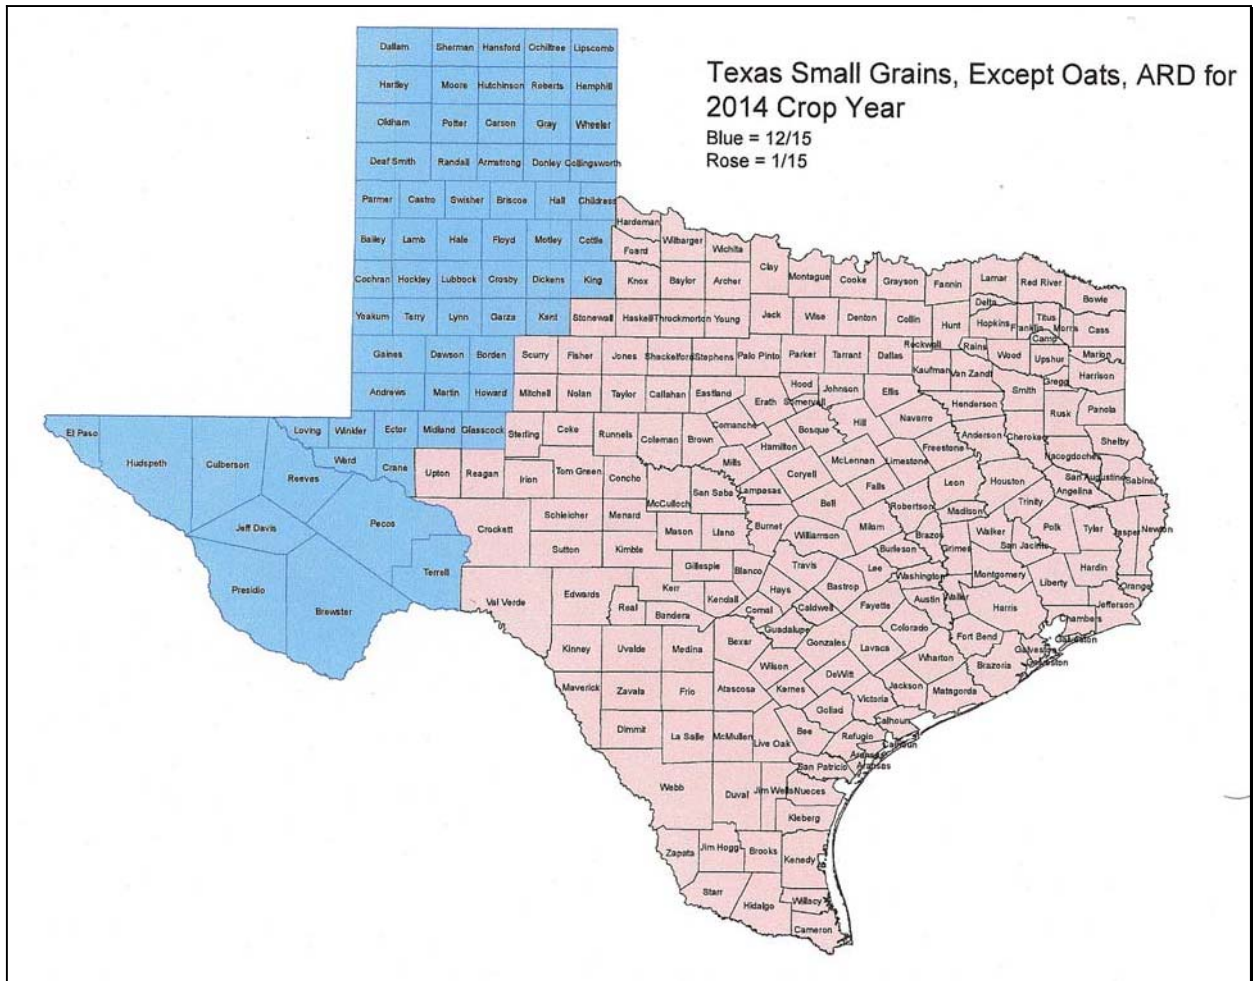 Texas Small Grains, Except Oats, ARD for
2014 Crop Year
Blue = 12/15
Rose = 1/15
Dallam Sherman Hansford Ochiltree Lipscomb
Hartley Moore Hutchinson Roberts Hemphill
Oldham Potter Carson Gray Wheeler
Deaf Smith Randall Armstrong Donley Collingsworth
Parmer Castro Swisher Briscoe Hall Childress
Hardeman
Bailey Lamb Hale Floyd Motley Cottle Foard Wilbarger Wichita
Cochran Hockley Lubbock Crosby Dickens King Knox Baylor Archer Clay Montague Cooke Grayson Fannin Lamar Red River Bowie
Yoakum Terry Lynn Garza Kent Stonewall Haskell Throckmorton Young Jack Wise Denton Collin Hunt Delta Hopkins Franklin Titus Morris Cass
Camp
Gaines Dawson Borden Scurry Fisher Jones Shackelford Stephens Palo Pinto Parker Tarrant Dallas Rockwall Rains Wood Upshur Marion
Kaufman Van Zandt Gregg Harrison
Andrews Martin Howard Mitchell Nolan Taylor Callahan Eastland Erath Hood Somervell Johnson Ellis Henderson Smith Rusk Panola
El Paso Loving Winkler Ector Midland Glasscock Sterling Coke Runnels Coleman Brown Comanche Bosque Hill Navarro Anderson Cherokee Shelby
Hudspeth Culberson Reeves Ward Crane Upton Reagan Irion Tom Green Concho Mills Hamilton McLennan Limestone Freestone Nacogdoches
McCulloch San Saba Lampasas Coryell Falls Leon Houston San Augustine Sabine
Angelina
Jeff Davis Pecos Crockett Schleicher Menard Mason Llano Burnet Bell Milam Robertson Madison Trinity
Williamson Brazos Grimes Walker San Jacinto Polk Tyler Jasper Newton
Presidio Brewster Terrell Sutton Kimble Gillespie Blanco Travis Lee Burleson Washington Montgomery Liberty Hardin Orange
Val Verde Edwards Real Kerr Bandera Kendall Hays Comal Caldwell Bastrop Fayette Austin Waller Harris Chambers Jefferson
Kinney Uvalde Medina Bexar Guadalupe Gonzales Lavaca Colorado Fort Bend Galveston
Galveston
Galveston
Maverick Zavala Frio Atascosa Wilson Karnes DeWitt Wharton Brazoria
Victoria Jackson Matagorda
Dimmit La Salle McMullen Live Oak Bee Goliad Refugio Calhoun
Calhoun
Aransas
Aransas
San Patricio
Webb Duval Jim Wells Nueces
Kleberg
Zapata Jim Hogg Brooks Kenedy
Starr Hidalgo Willacy
Cameron